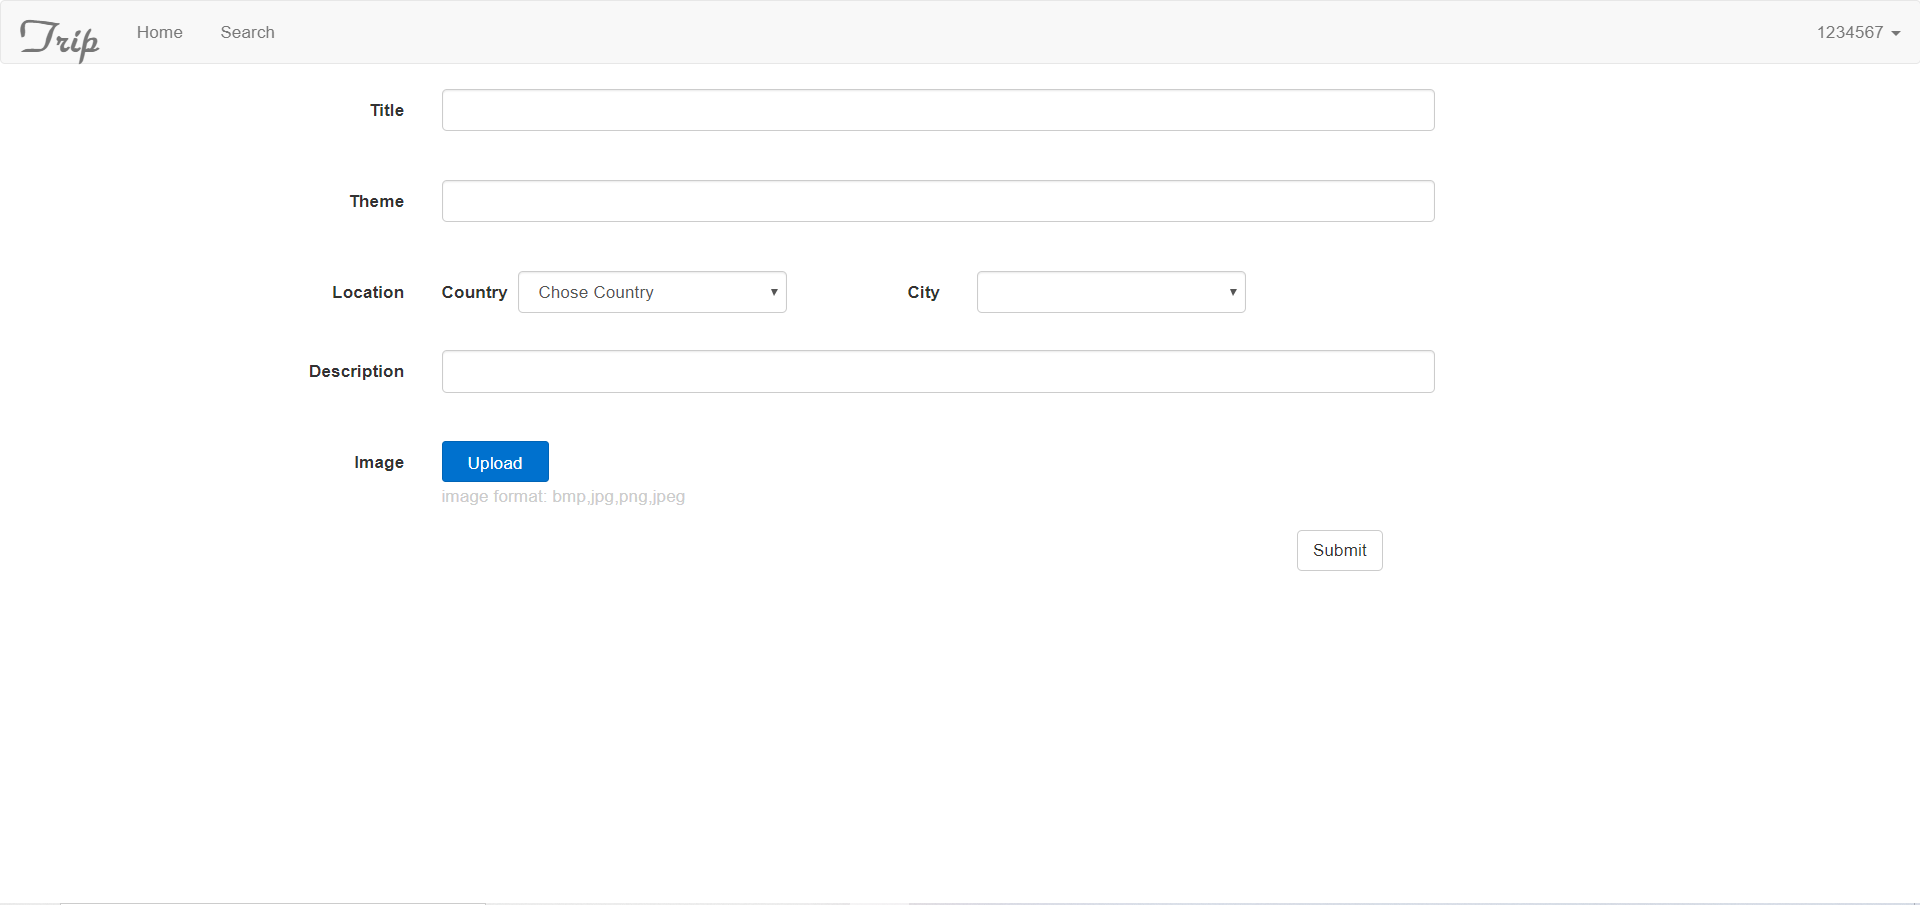 Trip Home Search 1234567
Title
Theme
Location Country Chose Country City
Description
Image Upload
image format: bmp,jpg,png,jpeg
Submit